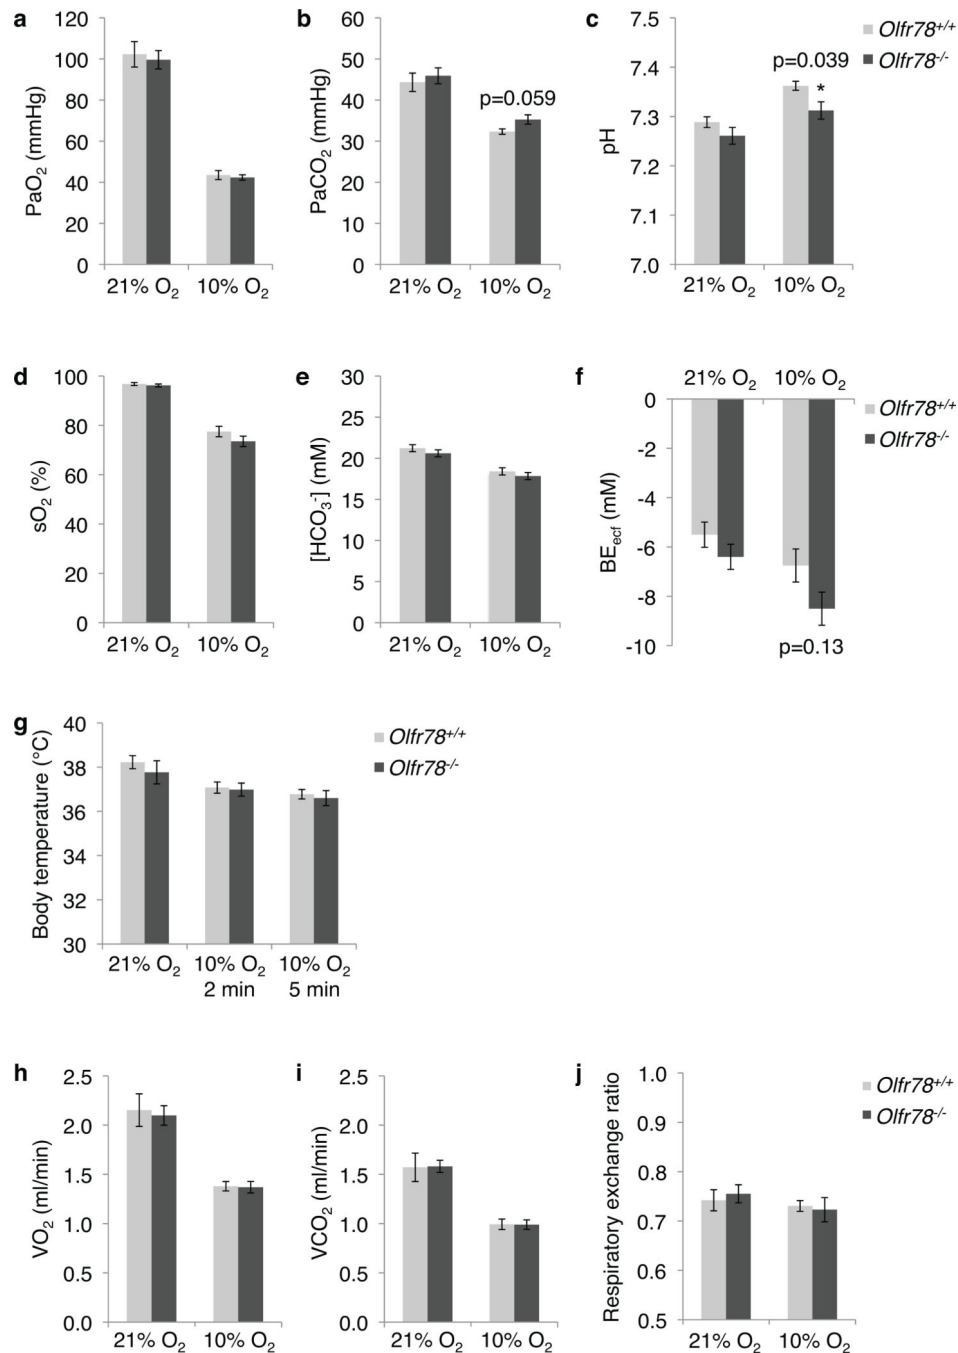 a
PaO2 (mmHg)
120
100
80
60
40
20
0
21% O2 10% O2
b
PaCO2 (mmHg)
60
50
40
30
20
10
0
p=0.059
21% O2 10% O2
c
pH
7.5
7.4
7.3
7.2
7.1
7.0
Olfr78+/+
Olfr78-/-
p=0.039
*
21% O2 10% O2
d
sO2 (%)
100
80
60
40
20
0
21% O2 10% O2
e
[HCO3-] (mM)
30
25
20
15
10
5
0
21% O2 10% O2
f
21% O2 10% O2
BEecf (mM)
0
-2
-4
-6
-8
-10
Olfr78+/+
Olfr78-/-
p=0.13
g
Body temperature (°C)
40
38
36
34
32
30
Olfr78+/+
Olfr78-/-
21% O2 10% O2 10% O2
2 min 5 min
h
VO2 (ml/min)
2.5
2.0
1.5
1.0
0.5
0.0
21% O2 10% O2
i
VCO2 (ml/min)
2.5
2.0
1.5
1.0
0.5
0.0
21% O2 10% O2
j
Respiratory exchange ratio
1.0
0.9
0.8
0.7
0.6
0.5
Olfr78+/+
Olfr78-/-
21% O2 10% O2